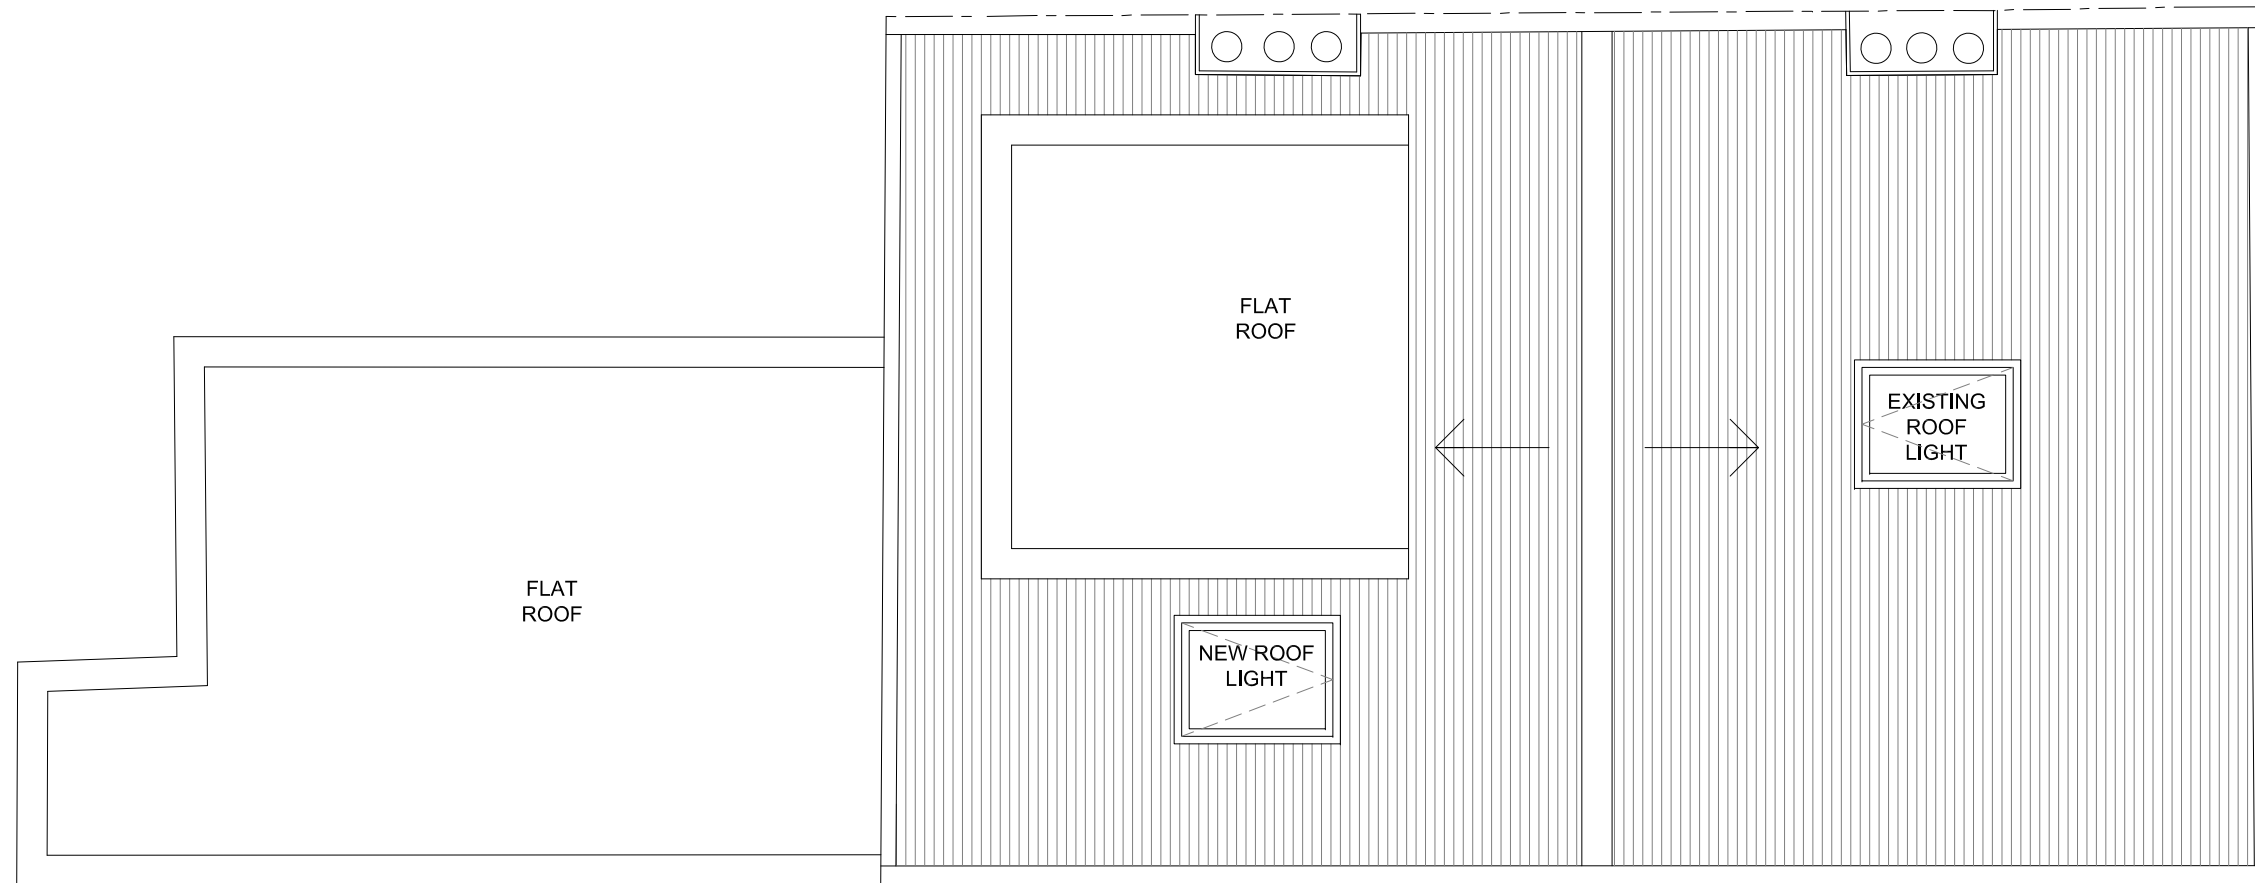 FLAT
ROOF
EXISTING
ROOF
LIGHT
FLAT
ROOF
NEW ROOF
LIGHT